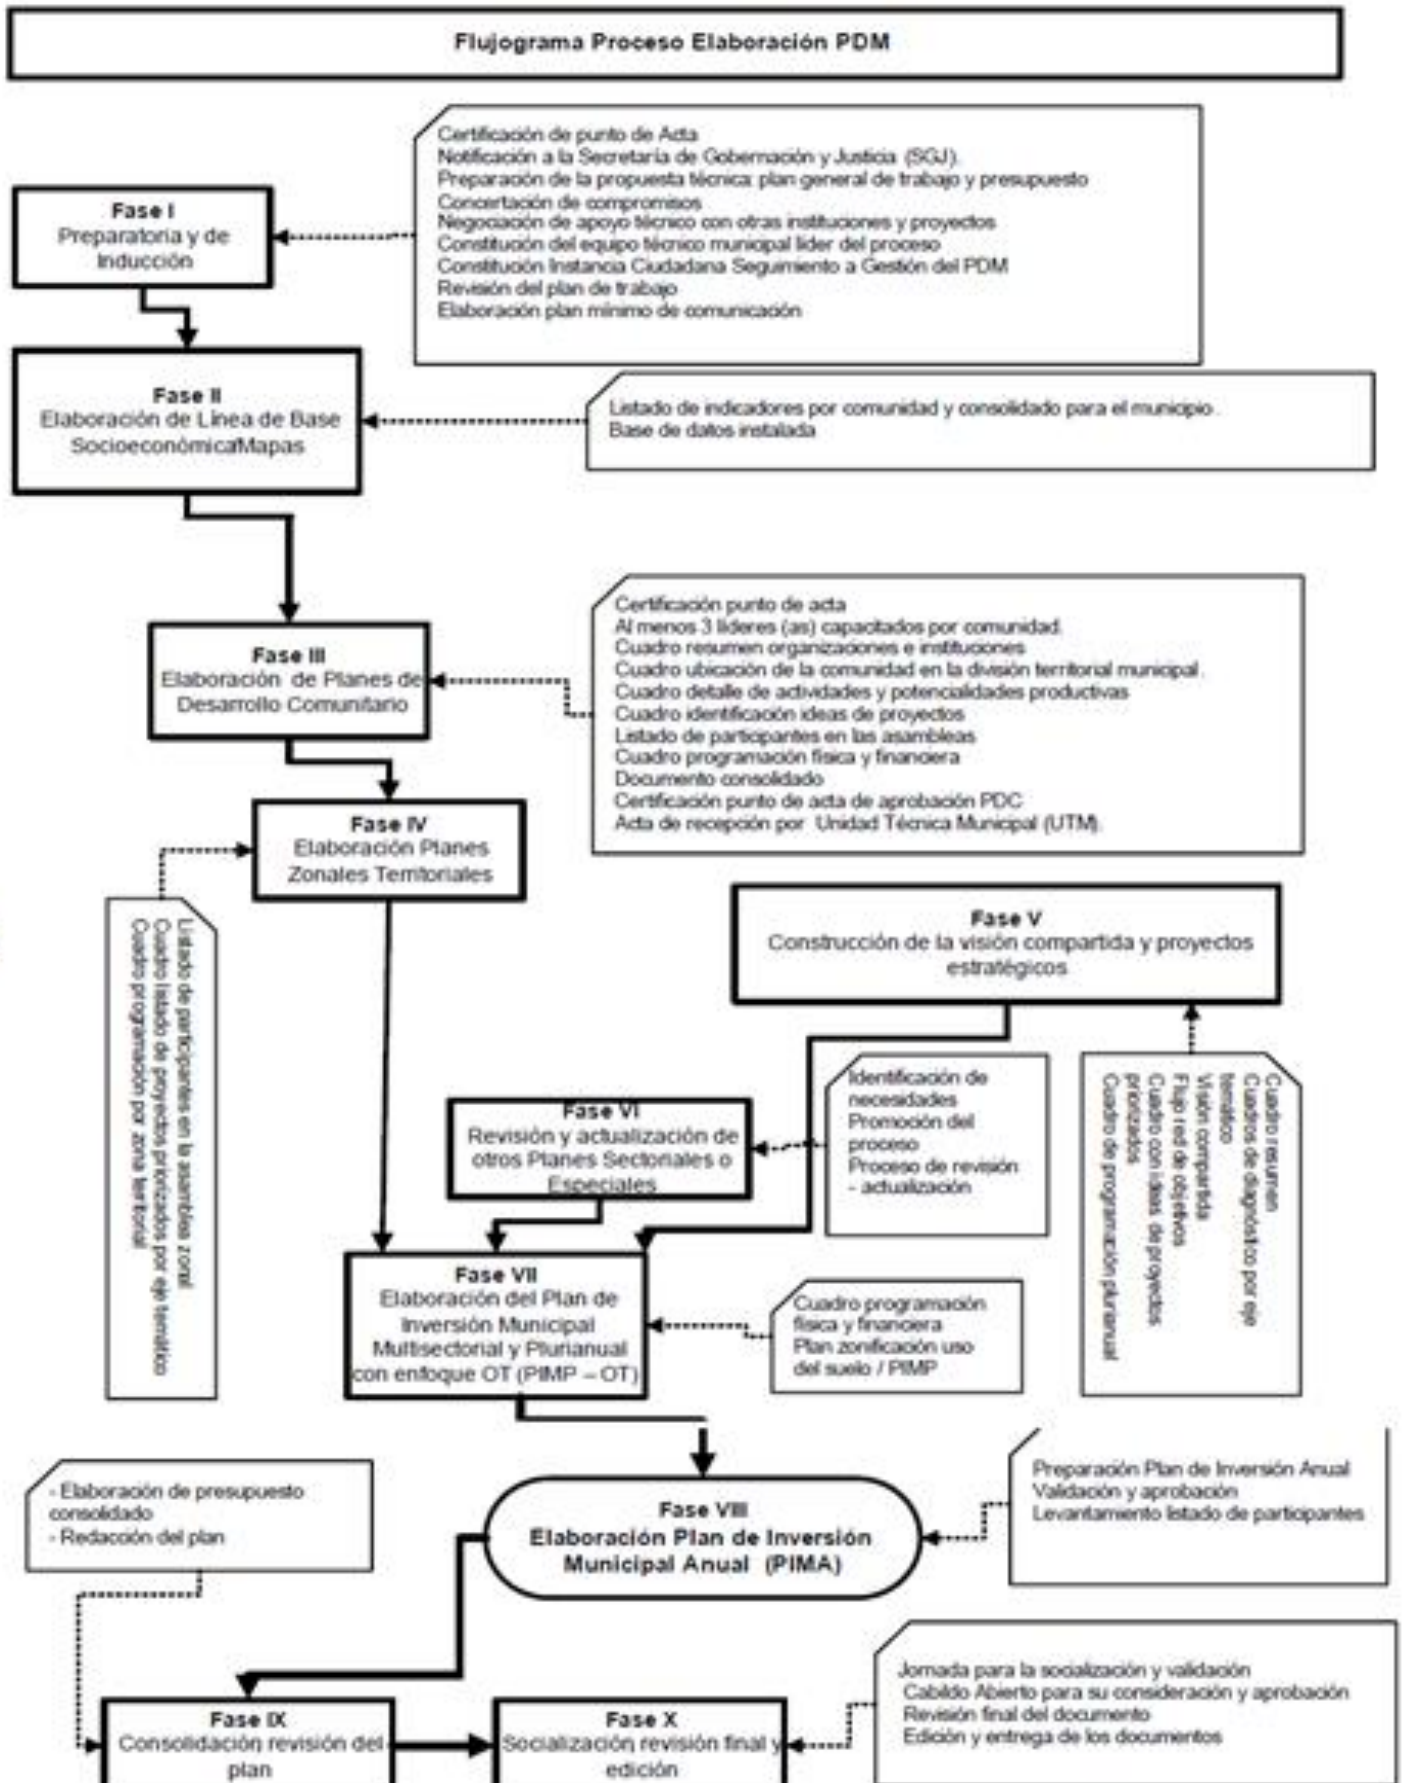 Flujograma Proceso Elaboración PDM
Certificación de punto de Acta
Notificación a la Secretaría de Gobernación y Justicia (SGJ).
Preparación de la propuesta técnica: plan general de trabajo y presupuesto
Concertación de compromisos
Negociación de apoyo técnico con otras instituciones y proyectos
Constitución del equipo técnico municipal líder del proceso
Constitución Instancia Ciudadana Seguimiento a Gestión del PDM
Revisión del plan de trabajo
Elaboración plan mínimo de comunicación
Fase I
Preparatoria y de
Inducción
Fase II
Elaboración de Línea de Base
Socioeconómica/Mapas
Listado de indicadores por comunidad y consolidado para el municipio.
Base de datos instalada
Certificación punto de acta
Al menos 3 líderes (as) capacitados por comunidad.
Cuadro resumen organizaciones e instituciones
Cuadro ubicación de la comunidad en la división territorial municipal.
Cuadro detalle de actividades y potencialidades productivas
Cuadro identificación ideas de proyectos
Listado de participantes en las asambleas
Cuadro programación física y financiera
Documento consolidado
Certificación punto de acta de aprobación PDC
Acta de recepción por Unidad Técnica Municipal (UTM).
Fase III
Elaboración de Planes de
Desarrollo Comunitario
Fase IV
Elaboración Planes
Zonales Territoriales
Listado de participantes en la asamblea zonal
Cuadro listado de proyectos priorizados por eje temático
Cuadro programación por zona territorial
Fase V
Construcción de la visión compartida y proyectos
estratégicos
Cuadro resumen
Cuadros de diagnóstico por eje
temático
Visión compartida
Flujo red de objetivos
Cuadro con ideas de proyectos
priorizados
Cuadro de programación plurianual
Identificación de
necesidades
Promoción del
proceso
Proceso de revisión
- actualización
Fase VI
Revisión y actualización de
otros Planes Sectoriales o
Especiales
Fase VII
Elaboración del Plan de
Inversión Municipal
Multisectorial y Plurianual
con enfoque OT (PIMP – OT)
Cuadro programación
física y financiera
Plan zonificación uso
del suelo / PIMP
Fase VIII
Elaboración Plan de Inversión
Municipal Anual (PIMA)
Preparación Plan de Inversión Anual
Validación y aprobación
Levantamiento listado de participantes
- Elaboración de presupuesto
consolidado
- Redacción del plan
Fase IX
Consolidación, revisión del
plan
Fase X
Socialización, revisión final y
edición
Jornada para la socialización y validación
Cabildo Abierto para su consideración y aprobación
Revisión final del documento
Edición y entrega de los documentos